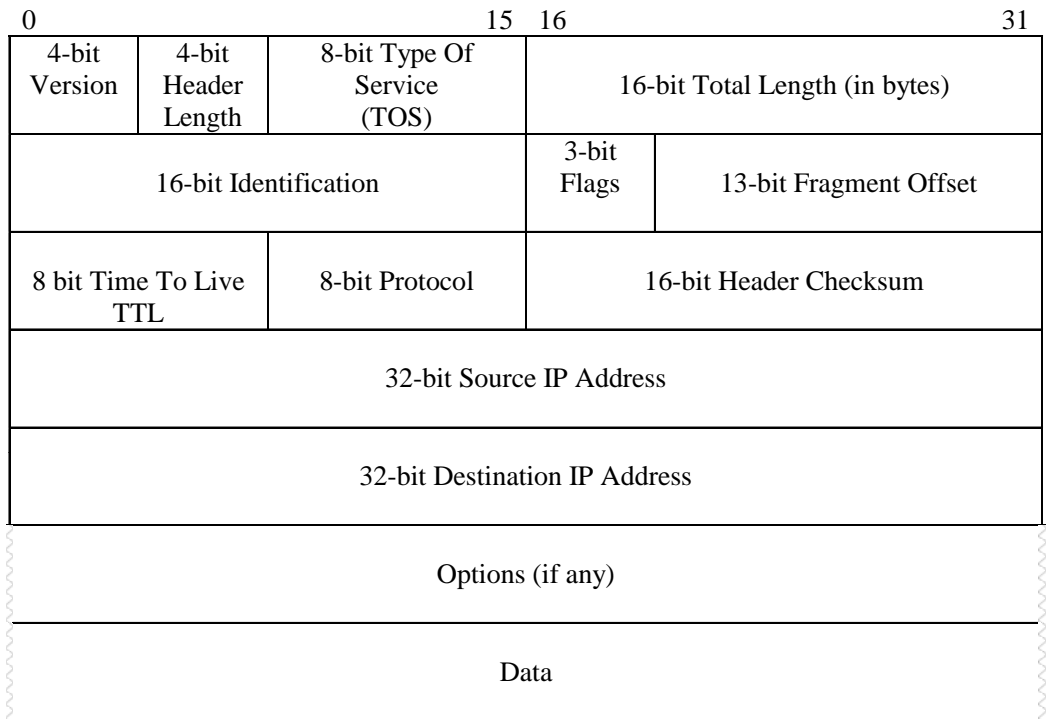 0 15 16 31
4-bit
Version
4-bit
Header
Length
8-bit Type Of
Service
(TOS)
16-bit Total Length (in bytes)
16-bit Identification
3-bit
Flags
13-bit Fragment Offset
8 bit Time To Live
TTL
8-bit Protocol
16-bit Header Checksum
32-bit Source IP Address
32-bit Destination IP Address
Options (if any)
Data